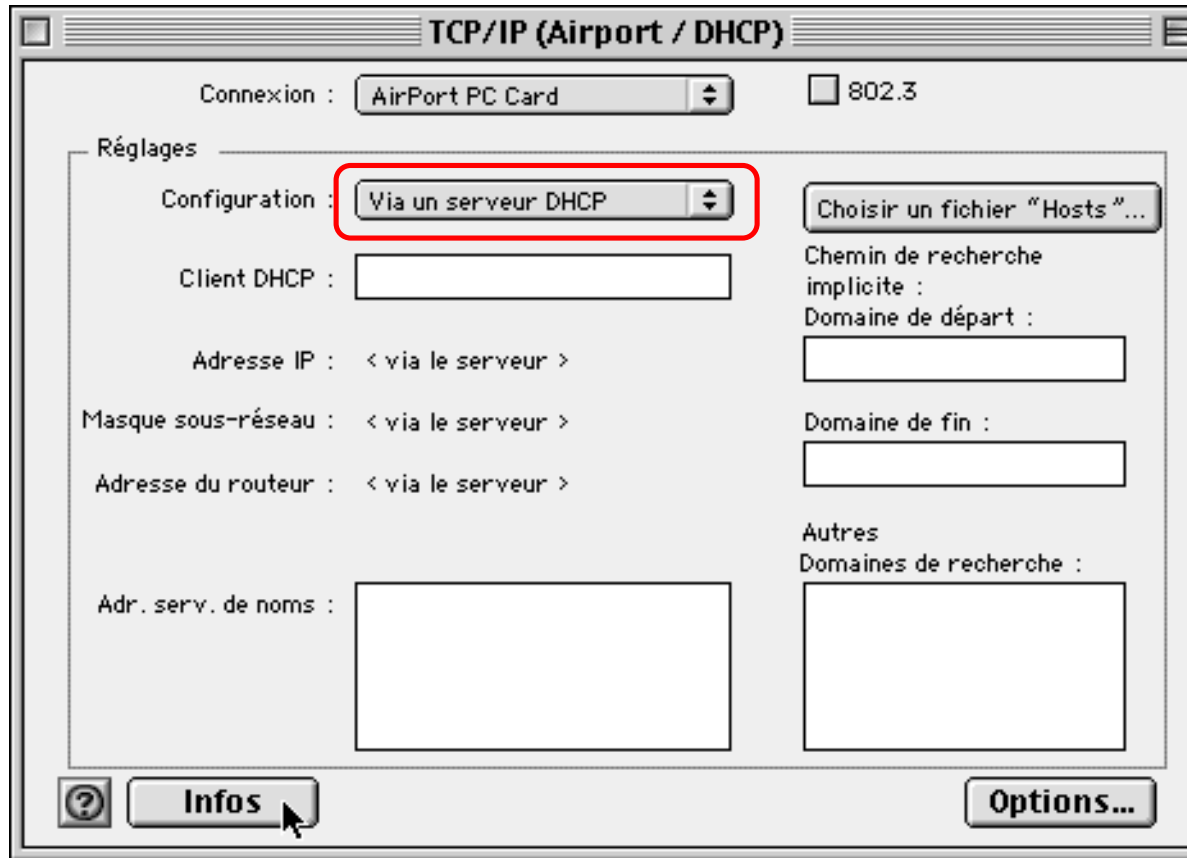 TCP/IP (Airport / DHCP)
Connexion : AirPort PC Card 802.3
Réglages
Configuration : Via un serveur DHCP
Choisir un fichier "Hosts"...
Client DHCP :
Chemin de recherche
implicite :
Domaine de départ :
Adresse IP : < via le serveur >
Masque sous-réseau : < via le serveur >
Domaine de fin :
Adresse du routeur : < via le serveur >
Autres
Domaines de recherche :
Adr. serv. de noms :
? Infos Options...